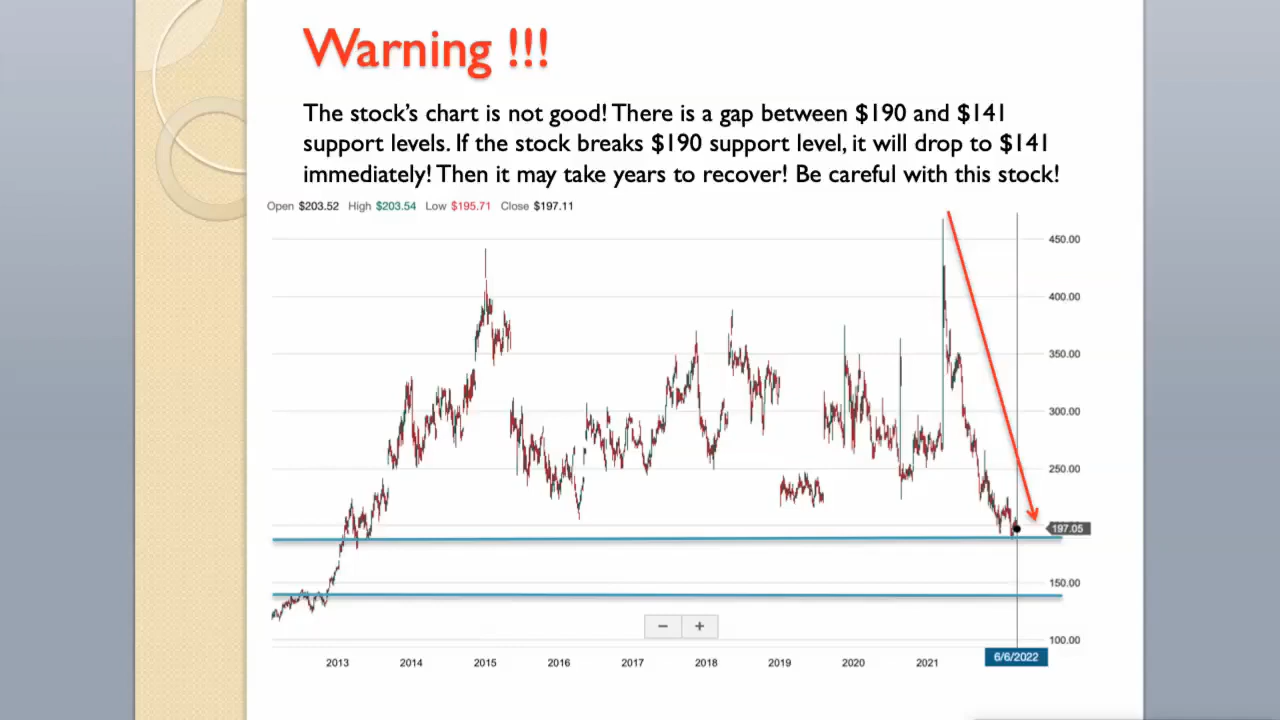 Warning !!!
The stock's chart is not good! There is a gap between $190 and $141
support levels. If the stock breaks $190 support level, it will drop to $141
immediately! Then it may take years to recover! Be careful with this stock!
Open $203.52 High $203.54 Low $195.71 Close $197.11
450.00
400.00
350.00
300.00
250.00
197.05
150.00
100.00
− +
2013 2014 2015 2016 2017 2018 2019 2020 2021 6/6/2022